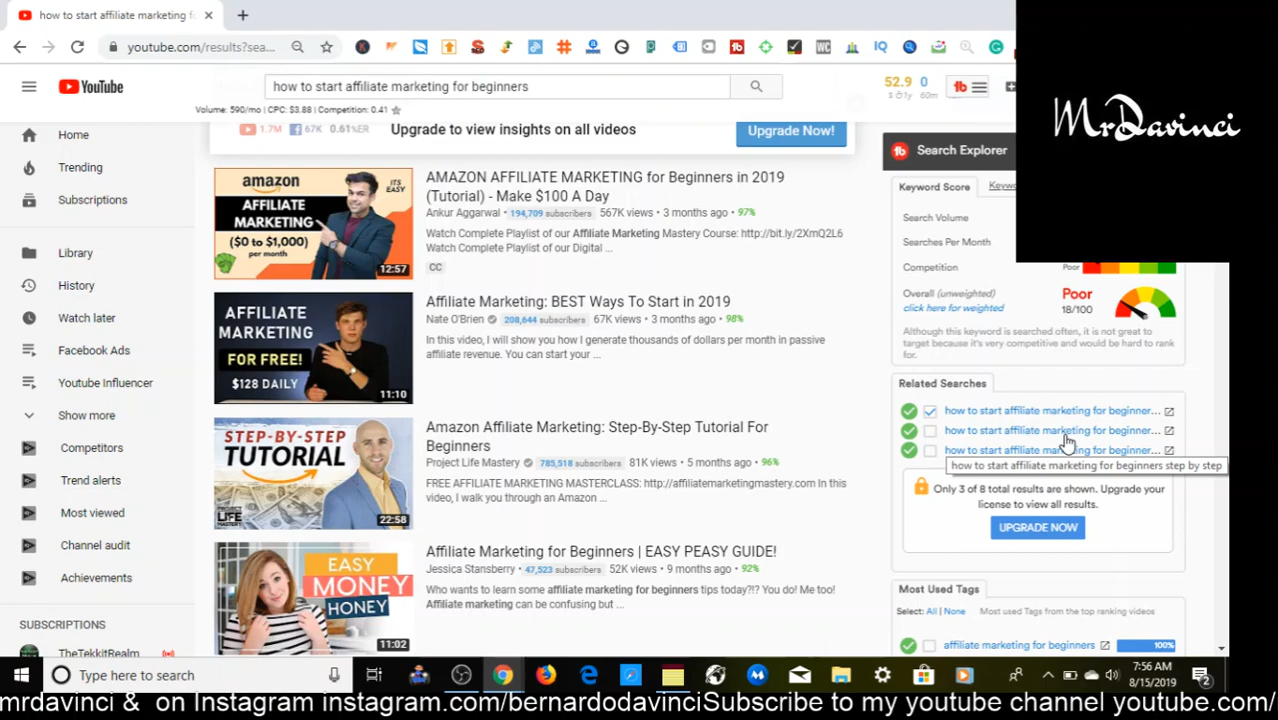 how to start affiliate marketing f
youtube.com/results?sea...
YouTube
how to start affiliate marketing for beginners
Volume: 590/mo | CPC: $3.88 | Competition: 0.41
52.9 0
60m
MrDavinci
1.7M 67K 0.61%ER
Upgrade to view insights on all videos
Upgrade Now!
Home
Trending
Subscriptions
Library
History
Watch later
Facebook Ads
Youtube Influencer
Show more
Competitors
Trend alerts
Most viewed
Channel audit
Achievements
SUBSCRIPTIONS
TheTekkitRealm
amazon
ITS EASY
AFFILIATE
MARKETING
($0 to $1,000)
per month
12:57
AMAZON AFFILIATE MARKETING for Beginners in 2019
(Tutorial) - Make $100 A Day
Ankur Aggarwal • 194,709 subscribers 567K views • 3 months ago • 97%
Watch Complete Playlist of our Affiliate Marketing Mastery Course: http://bit.ly/2XmQ2L6
Watch Complete Playlist of our Digital ...
CC
AFFILIATE
MARKETING
FOR FREE!
$128 DAILY
11:10
Affiliate Marketing: BEST Ways To Start in 2019
Nate O'Brien 208,644 subscribers 67K views • 3 months ago • 98%
In this video, I will show you how I generate thousands of dollars per month in passive
affiliate revenue. You can start your ...
STEP-BY-STEP
TUTORIAL
PROJECT
LIFE
MASTERY
22:58
Amazon Affiliate Marketing: Step-By-Step Tutorial For
Beginners
Project Life Mastery 785,518 subscribers 81K views • 5 months ago • 96%
FREE AFFILIATE MARKETING MASTERCLASS: http://affiliatemarketingmastery.com In this
video, I walk you through an Amazon ...
EASY
MONEY
HONEY
11:02
Affiliate Marketing for Beginners | EASY PEASY GUIDE!
Jessica Stansberry • 47,523 subscribers 52K views • 9 months ago • 92%
Who wants to learn some affiliate marketing for beginners tips today?!? You do! Me too!
Affiliate marketing can be confusing but ...
Search Explorer
Keyword Score
Search Volume
Searches Per Month
Competition Poor
Overall (unweighted) Poor
click here for weighted 18/100
Although this keyword is searched often, it is not great to
target because it's very competitive and would be hard to rank
for.
Related Searches
how to start affiliate marketing for beginner...
how to start affiliate marketing for beginner...
how to start affiliate marketing for beginner...
how to start affiliate marketing for beginners step by step
Only 3 of 8 total results are shown. Upgrade your
license to view all results.
UPGRADE NOW
Most Used Tags
Select: All | None Most used Tags from the top ranking videos
affiliate marketing for beginners 100%
Type here to search
7:56 AM
8/15/2019
2
mrdavinci & on Instagram instagram.com/bernardodavinciSubscribe to my youtube channel youtube.com/